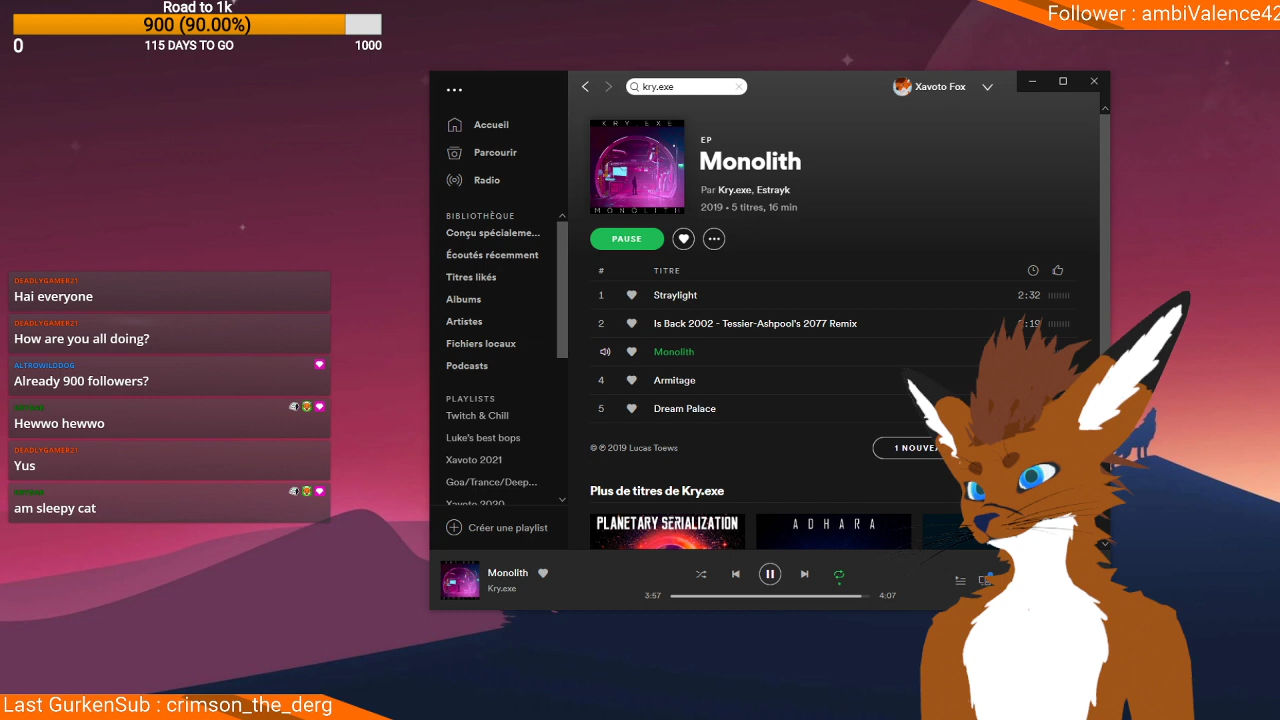 Road to 1k
900 (90.00%)
0 115 DAYS TO GO 1000
Follower : ambiValence42
DEADLYGAMER21
Hai everyone
DEADLYGAMER21
How are you all doing?
ALTROWILDDOG
Already 900 followers?
Hewwo hewwo
DEADLYGAMER21
Yus
am sleepy cat
Last GurkenSub : crimson_the_derg
Accueil
Parcourir
Radio
BIBLIOTHÈQUE
Conçu spécialeme...
Écoutés récemment
Titres likés
Albums
Artistes
Fichiers locaux
Podcasts
PLAYLISTS
Twitch & Chill
Luke's best bops
Xavoto 2021
Goa/Trance/Deep...
Xavoto 2020
Créer une playlist
kry.exe
Xavoto Fox
KRY EXE
MONOLITH
EP
Monolith
Par Kry.exe, Estrayk
2019 • 5 titres, 16 min
PAUSE
# TITRE
1 Straylight 2:32
2 Is Back 2002 - Tessier-Ashpool's 2077 Remix :19
Monolith
4 Armitage
5 Dream Palace
© ℗ 2019 Lucas Toews
1 NOUVEA
Plus de titres de Kry.exe
PLANETARY SERIALIZATION
ADHARA
Monolith
Kry.exe
3:57 4:07